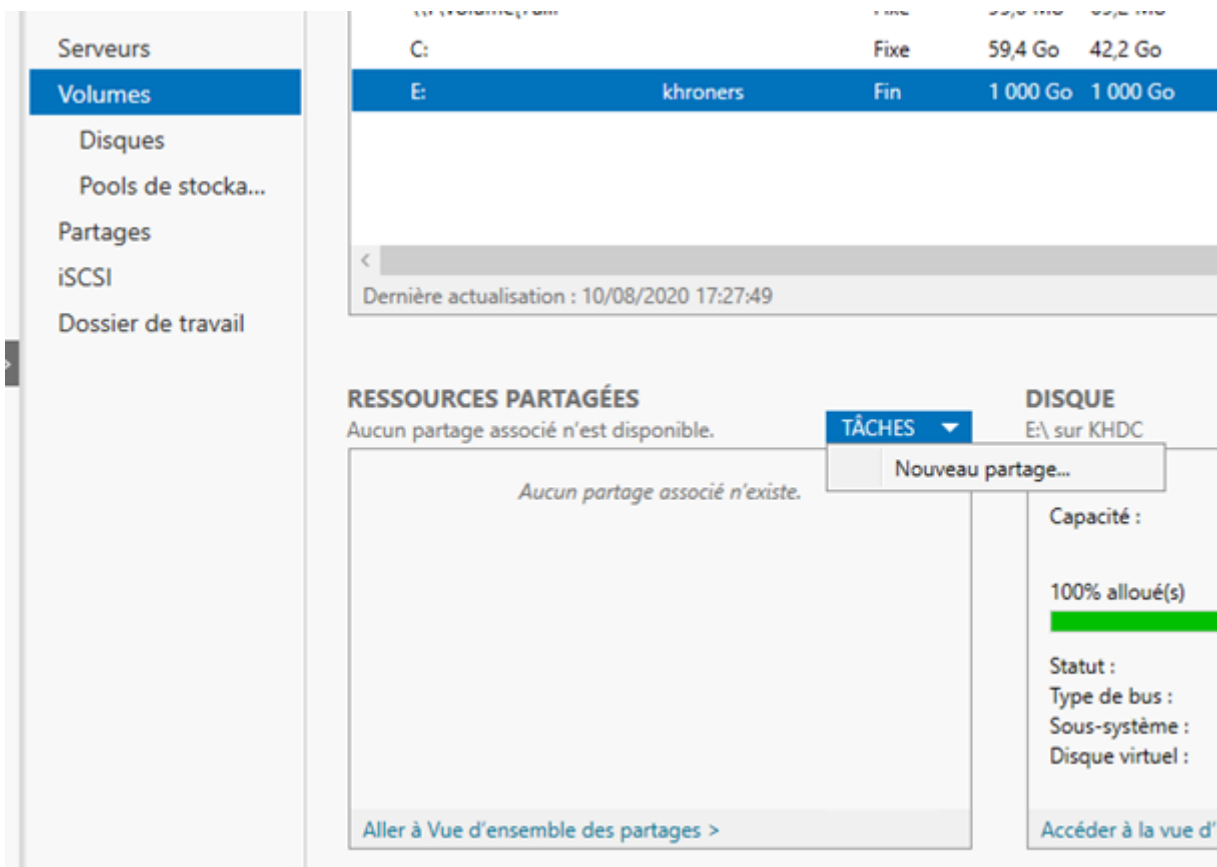 Serveurs
Volumes
Disques
Pools de stocka...
Partages
iSCSI
Dossier de travail
C: Fixe 59,4 Go 42,2 Go
E: khroners Fin 1 000 Go 1 000 Go
<
Dernière actualisation : 10/08/2020 17:27:49
>
RESSOURCES PARTAGÉES
Aucun partage associé n'est disponible.
TÂCHES
Nouveau partage...
Aucun partage associé n'existe.
Aller à Vue d'ensemble des partages >
DISQUE
E:\ sur KHDC
Capacité :
100% alloué(s)
Statut :
Type de bus :
Sous-système :
Disque virtuel :
Accéder à la vue d'